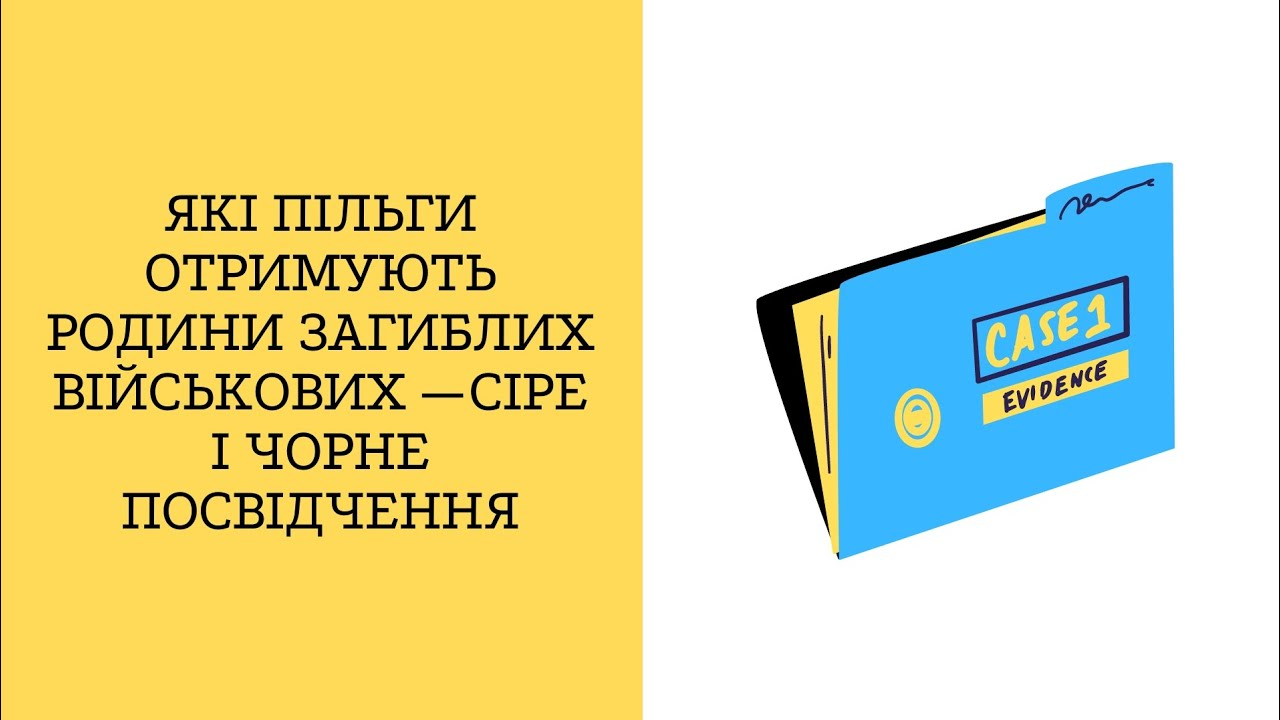 ЯКІ ПІЛЬГИ
ОТРИМУЮТЬ
РОДИНИ ЗАГИБЛИХ
ВІЙСЬКОВИХ —СІРЕ
І ЧОРНЕ
ПОСВІДЧЕННЯ
CASE 1
EVIDENCE